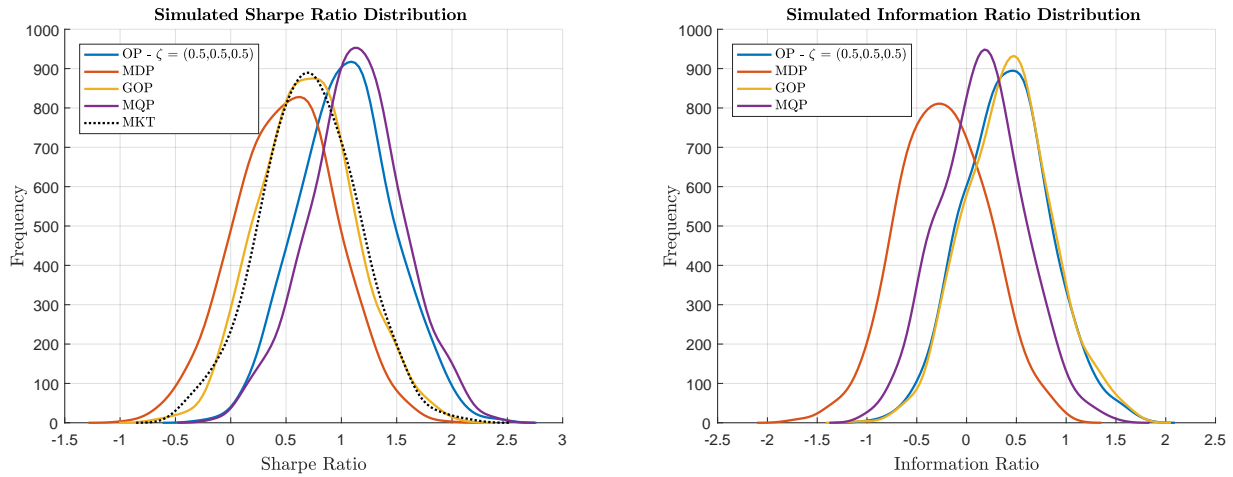 Simulated Sharpe Ratio Distribution
1000
900
800
700
600
500
400
300
200
100
0
Frequency
OP - ζ = (0.5,0.5,0.5)
MDP
GOP
MQP
MKT
-1.5
-1
-0.5
0
0.5
1
1.5
2
2.5
3
Sharpe Ratio
Simulated Information Ratio Distribution
1000
900
800
700
600
500
400
300
200
100
0
Frequency
OP - ζ = (0.5,0.5,0.5)
MDP
GOP
MQP
-2.5
-2
-1.5
-1
-0.5
0
0.5
1
1.5
2
2.5
Information Ratio